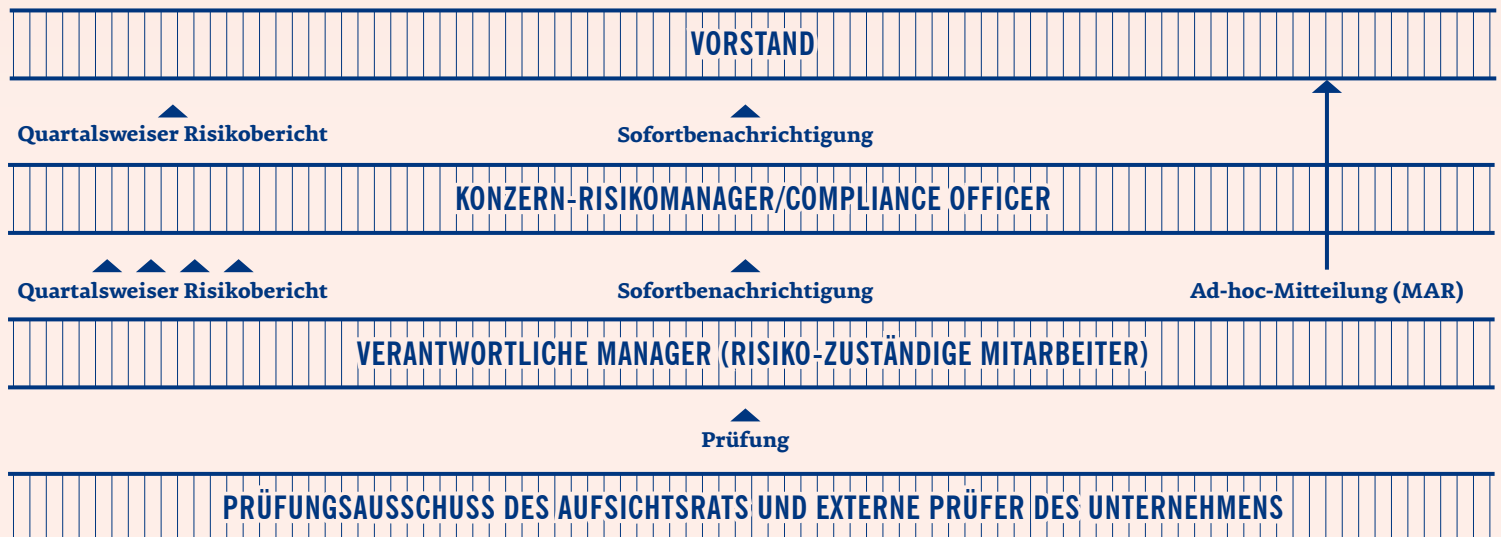 VORSTAND
Quartalsweiser Risikobericht
Sofortbenachrichtigung
KONZERN-RISIKOMANAGER/COMPLIANCE OFFICER
Quartalsweiser Risikobericht
Sofortbenachrichtigung
Ad-hoc-Mitteilung (MAR)
VERANTWORTLICHE MANAGER (RISIKO-ZUSTÄNDIGE MITARBEITER)
Prüfung
PRÜFUNGSAUSSCHUSS DES AUFSICHTSRATS UND EXTERNE PRÜFER DES UNTERNEHMENS